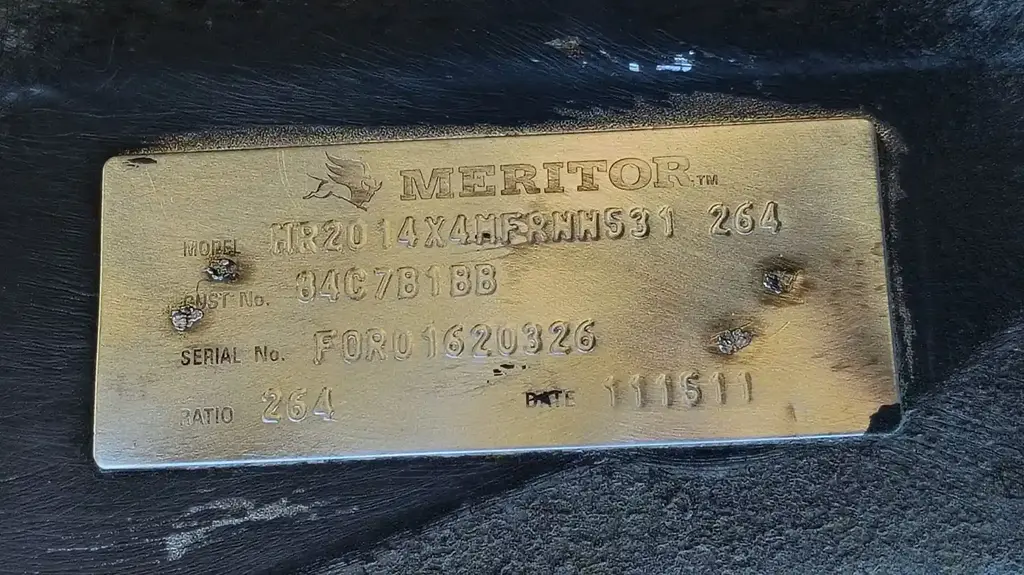 MERITOR™
MODEL MR2014X4MFRNN531 264
CUST No. 84C7B1BB
SERIAL No. FOR01620326
RATIO 264 DATE 111511